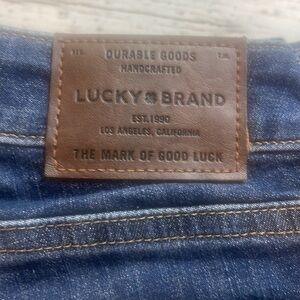 DURABLE GOODS
HANDCRAFTED
LUCKY BRAND
EST. 1990
LOS ANGELES, CALIFORNIA
THE MARK OF GOOD LUCK